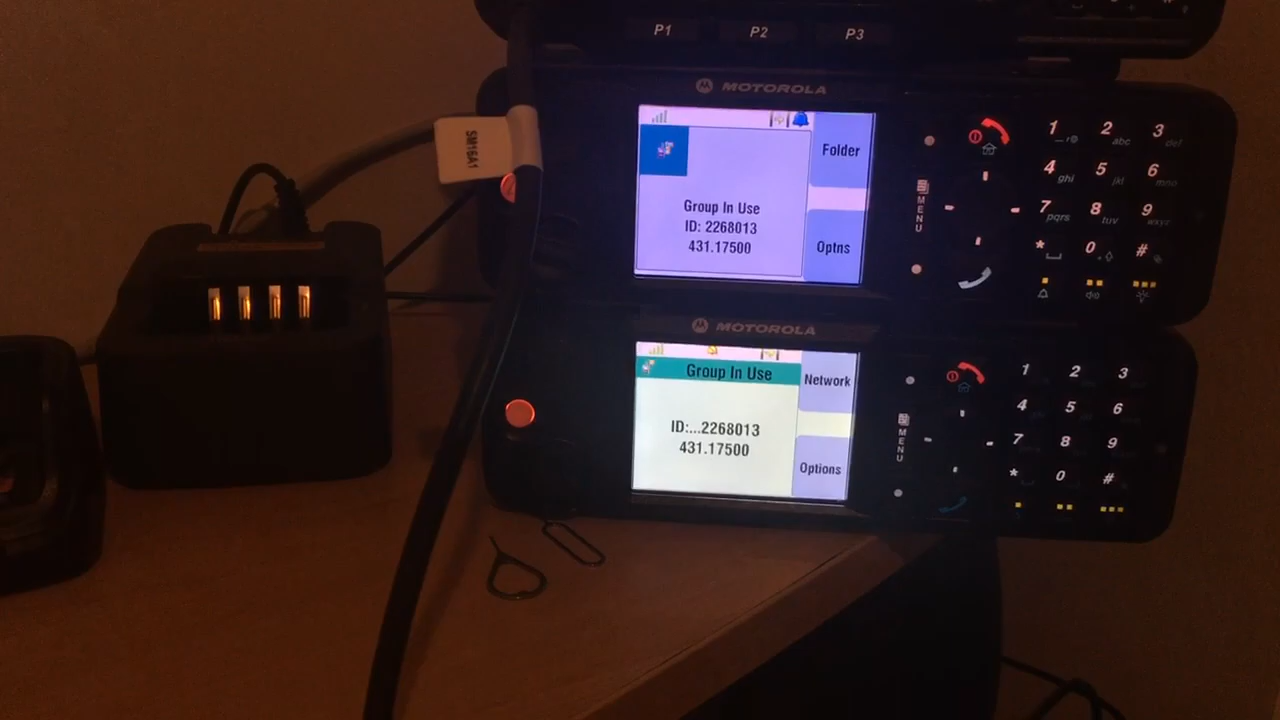 P1 P2 P3
MOTOROLA
SM16A1
Folder
Group In Use
ID: 2268013
431.17500
Optns
MENU
1 2 abc 3 def
4 ghi 5 jkl 6 mno
7 pqrs 8 tuv 9 wxyz
* 0 #
MOTOROLA
Group In Use
Network
ID:...2268013
431.17500
Options
MENU
1 2 3
4 5 6
7 8 9
* 0 #